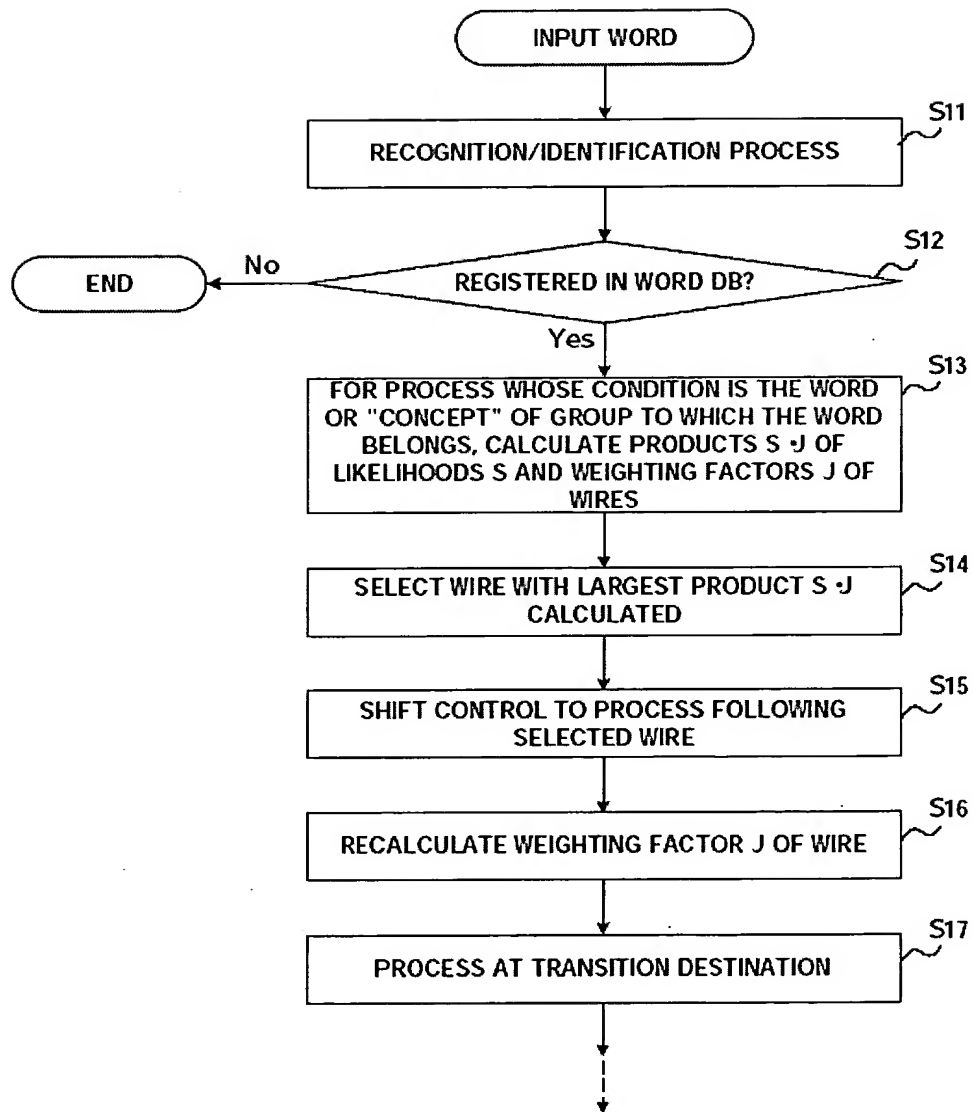 INPUT WORD
S11
RECOGNITION/IDENTIFICATION PROCESS
S12
REGISTERED IN WORD DB?
No
END
Yes
S13
FOR PROCESS WHOSE CONDITION IS THE WORD
OR "CONCEPT" OF GROUP TO WHICH THE WORD
BELONGS, CALCULATE PRODUCTS S ·J OF
LIKELIHOODS S AND WEIGHTING FACTORS J OF
WIRES
S14
SELECT WIRE WITH LARGEST PRODUCT S ·J
CALCULATED
S15
SHIFT CONTROL TO PROCESS FOLLOWING
SELECTED WIRE
S16
RECALCULATE WEIGHTING FACTOR J OF WIRE
S17
PROCESS AT TRANSITION DESTINATION